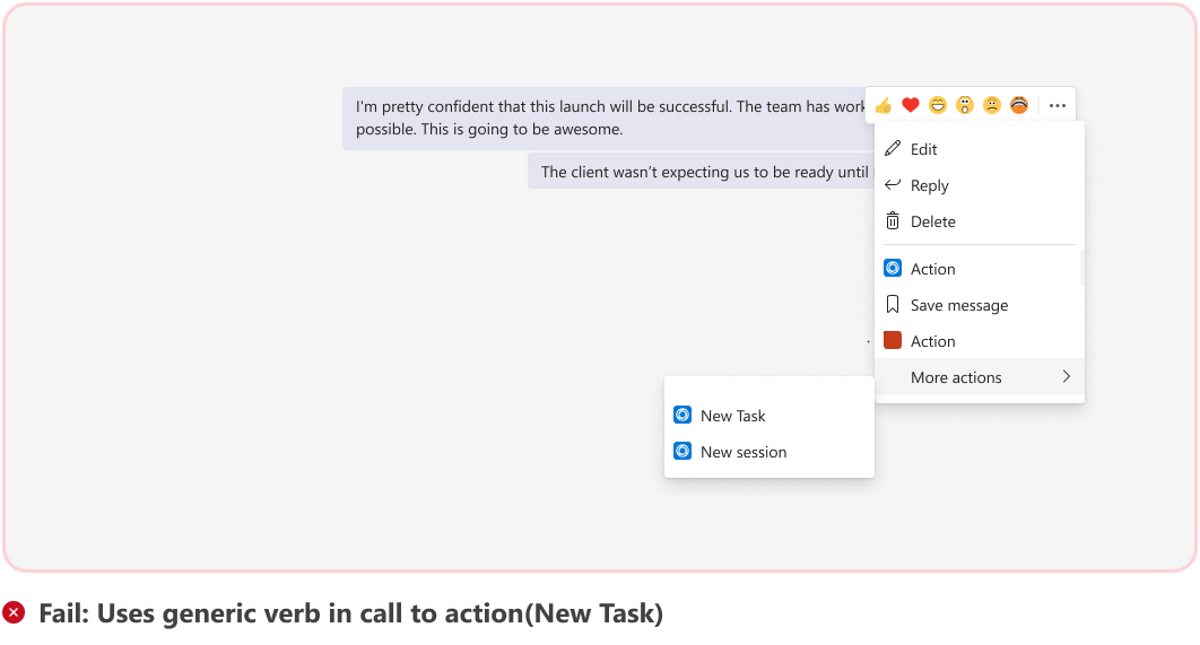 I'm pretty confident that this launch will be successful. The team has work
possible. This is going to be awesome.
The client wasn't expecting us to be ready until
Edit
Reply
Delete
Action
Save message
Action
More actions
New Task
New session
Fail: Uses generic verb in call to action(New Task)